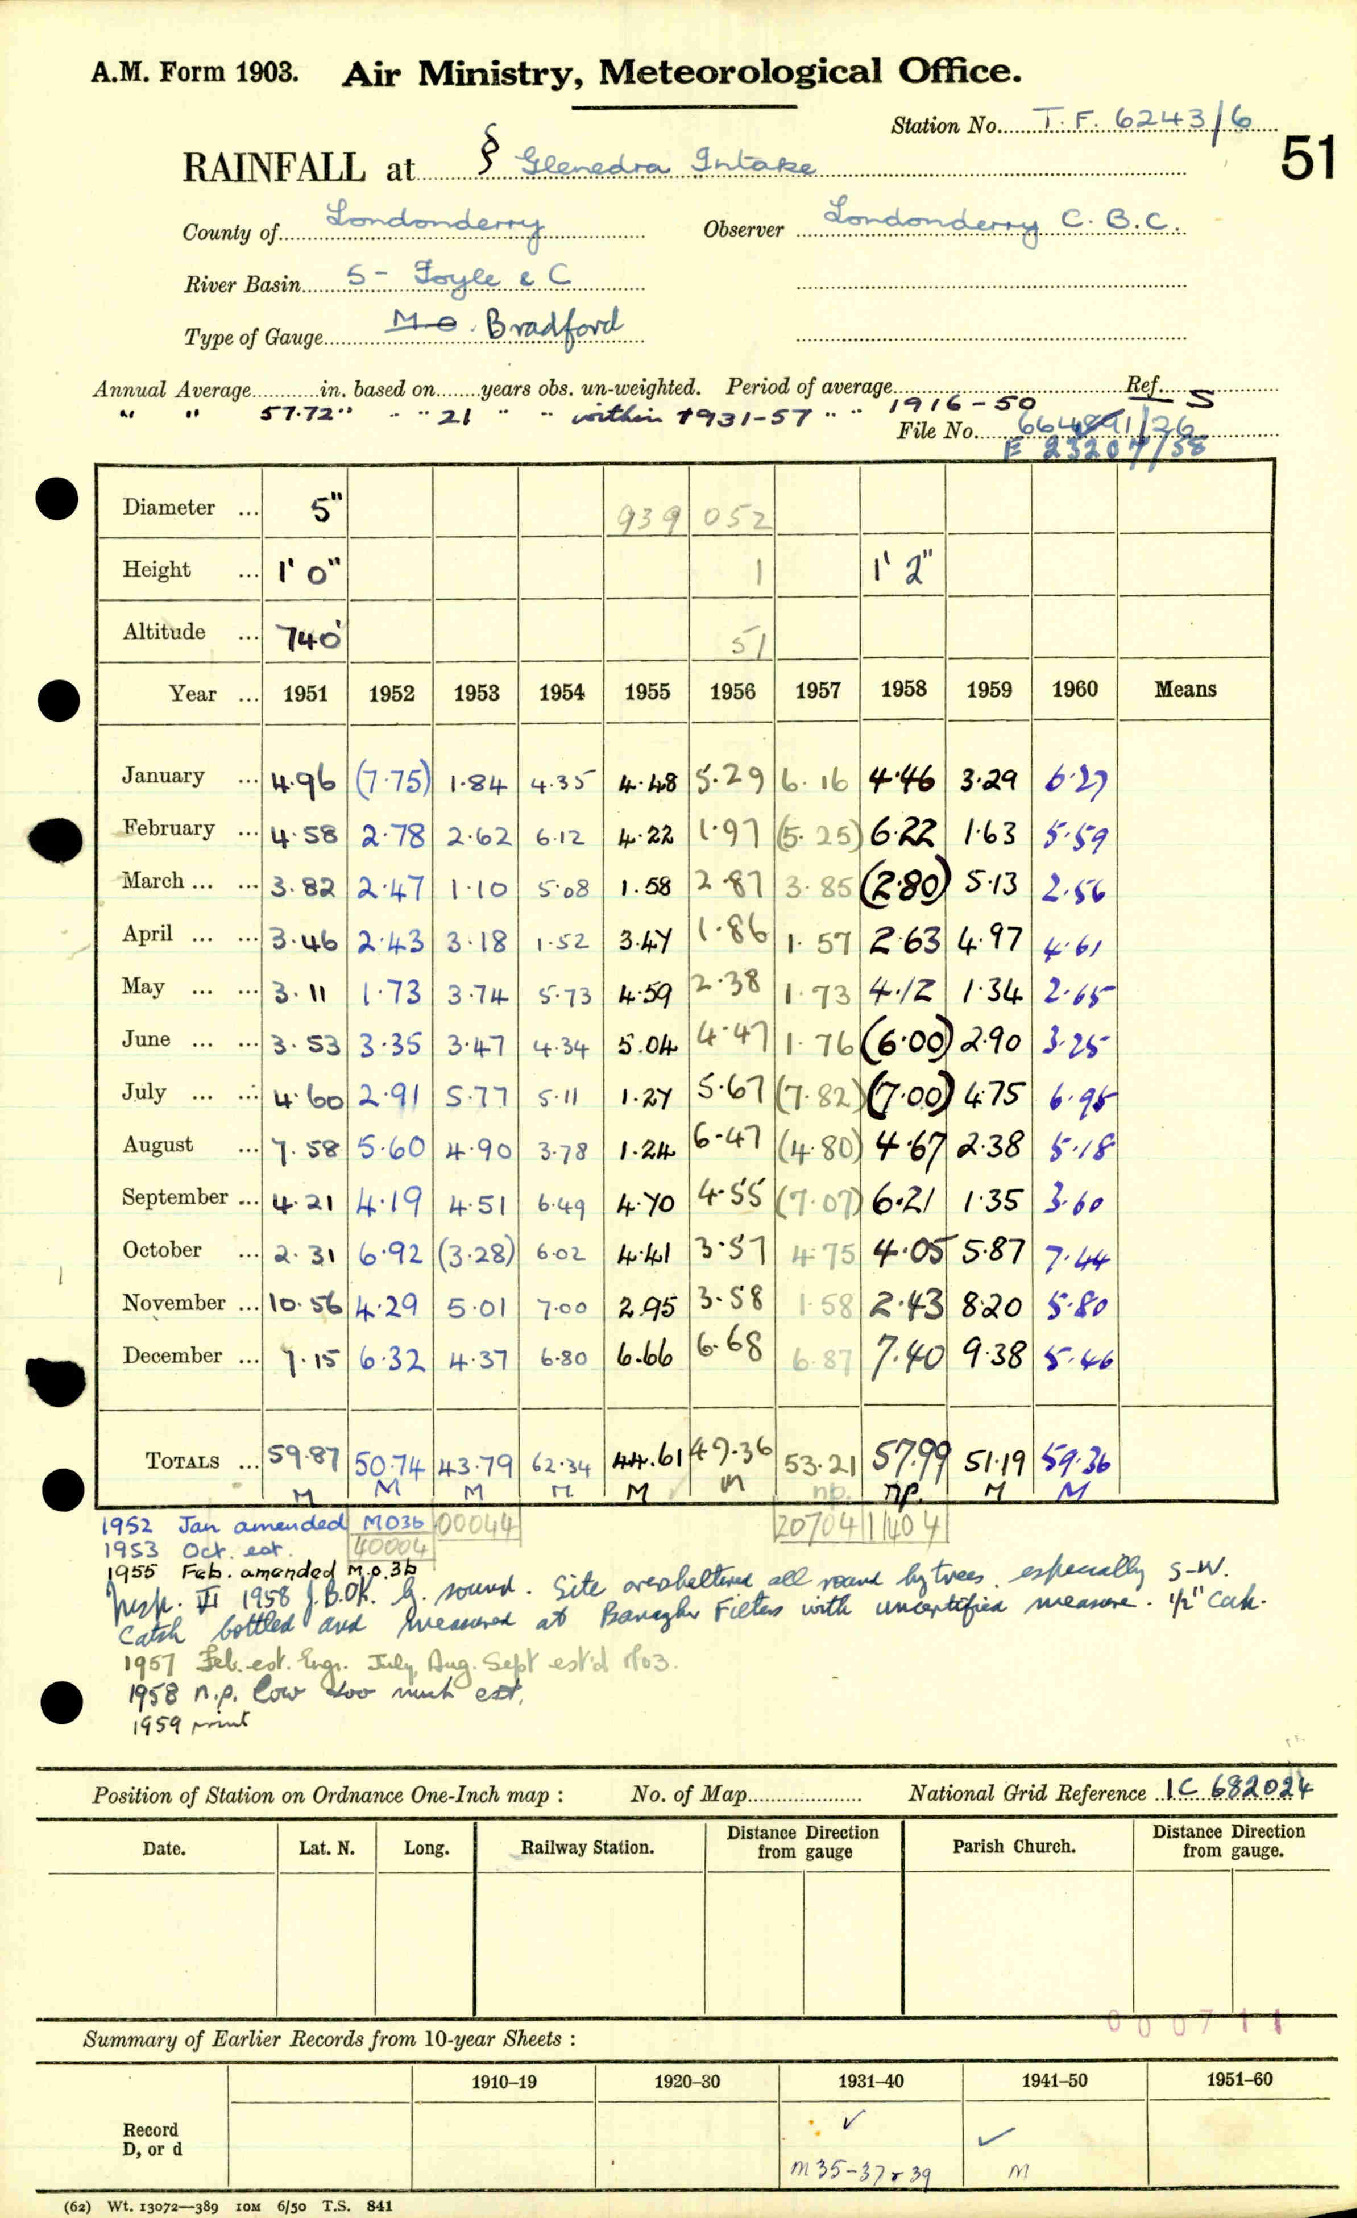 A.M. Form 1903. Air Ministry, Meteorological Office.
Station No. T.F. 6243/6
51
RAINFALL at § Glenedra Intake
County of Londonderry Observer Londonderry C.B.C.
River Basin 5 - Foyle & C
Type of Gauge M O. Bradford
Annual Average in. based on years obs. un-weighted. Period of average Ref. S
" " 57.72" " " 21 " " within 1931-57 " " 1916-50
File No. 664891/26
E 23207/58
Diameter ... 5" 939 052
Height ... 1' 0" 1 1' 2"
Altitude ... 740' 51
Year ... 1951 1952 1953 1954 1955 1956 1957 1958 1959 1960 Means
January ... 4.96 (7.75) 1.84 4.35 4.48 5.29 6.16 4.46 3.29 6.27
February ... 4.58 2.78 2.62 6.12 4.22 1.97 (5.25) 6.22 1.63 5.59
March ... ... 3.82 2.47 1.10 5.08 1.58 2.87 3.85 (2.80) 5.13 2.56
April ... ... 3.46 2.43 3.18 1.52 3.47 1.86 1.57 2.63 4.97 4.61
May ... ... 3.11 1.73 3.74 5.73 4.59 2.38 1.73 4.12 1.34 2.65
June ... ... 3.53 3.35 3.47 4.34 5.04 4.47 1.76 (6.00) 2.90 3.25
July ... ... 4.60 2.91 5.77 5.11 1.27 5.67 (7.82) (7.00) 4.75 6.95
August ... 7.58 5.60 4.90 3.78 1.24 6.47 (4.80) 4.67 2.38 5.18
September ... 4.21 4.19 4.51 6.49 4.70 4.55 (7.07) 6.21 1.35 3.60
October ... 2.31 6.92 (3.28) 6.02 4.41 3.57 4.75 4.05 5.87 7.44
November ... 10.56 4.29 5.01 7.00 2.95 3.58 1.58 2.43 8.20 5.80
December ... 7.15 6.32 4.37 6.80 6.66 6.68 6.87 7.40 9.38 5.46
TOTALS ... 59.87 50.74 43.79 62.34 44.61 49.36 53.21 57.99 51.19 59.36
M M M M M m np. np. M M
1952 Jan amended M03b 00044 20704 11404
1953 Oct. est. 40004
1955 Feb. amended M.O.3b
Insp. VI 1958 J.B.OK. G. sound. Site oversheltered all round by trees especially S-W.
Catch bottled and measured at Banagher Filters with uncertified measure. 1/2" Cah.
1957 Feb. est. Engr. July, Aug. Sept est'd M03.
1958 n.p. low too much est.
1959 print
Position of Station on Ordnance One-Inch map : No. of Map National Grid Reference IC 682024
Date. Lat. N. Long. Railway Station. Distance from gauge Direction Parish Church. Distance from gauge. Direction
000711
Summary of Earlier Records from 10-year Sheets :
1910–19 1920–30 1931–40 1941–50 1951–60
Record ✓ ✓
D, or d
m 35-37 & 39 M
(62) Wt. 13072—389 10M 6/50 T.S. 841